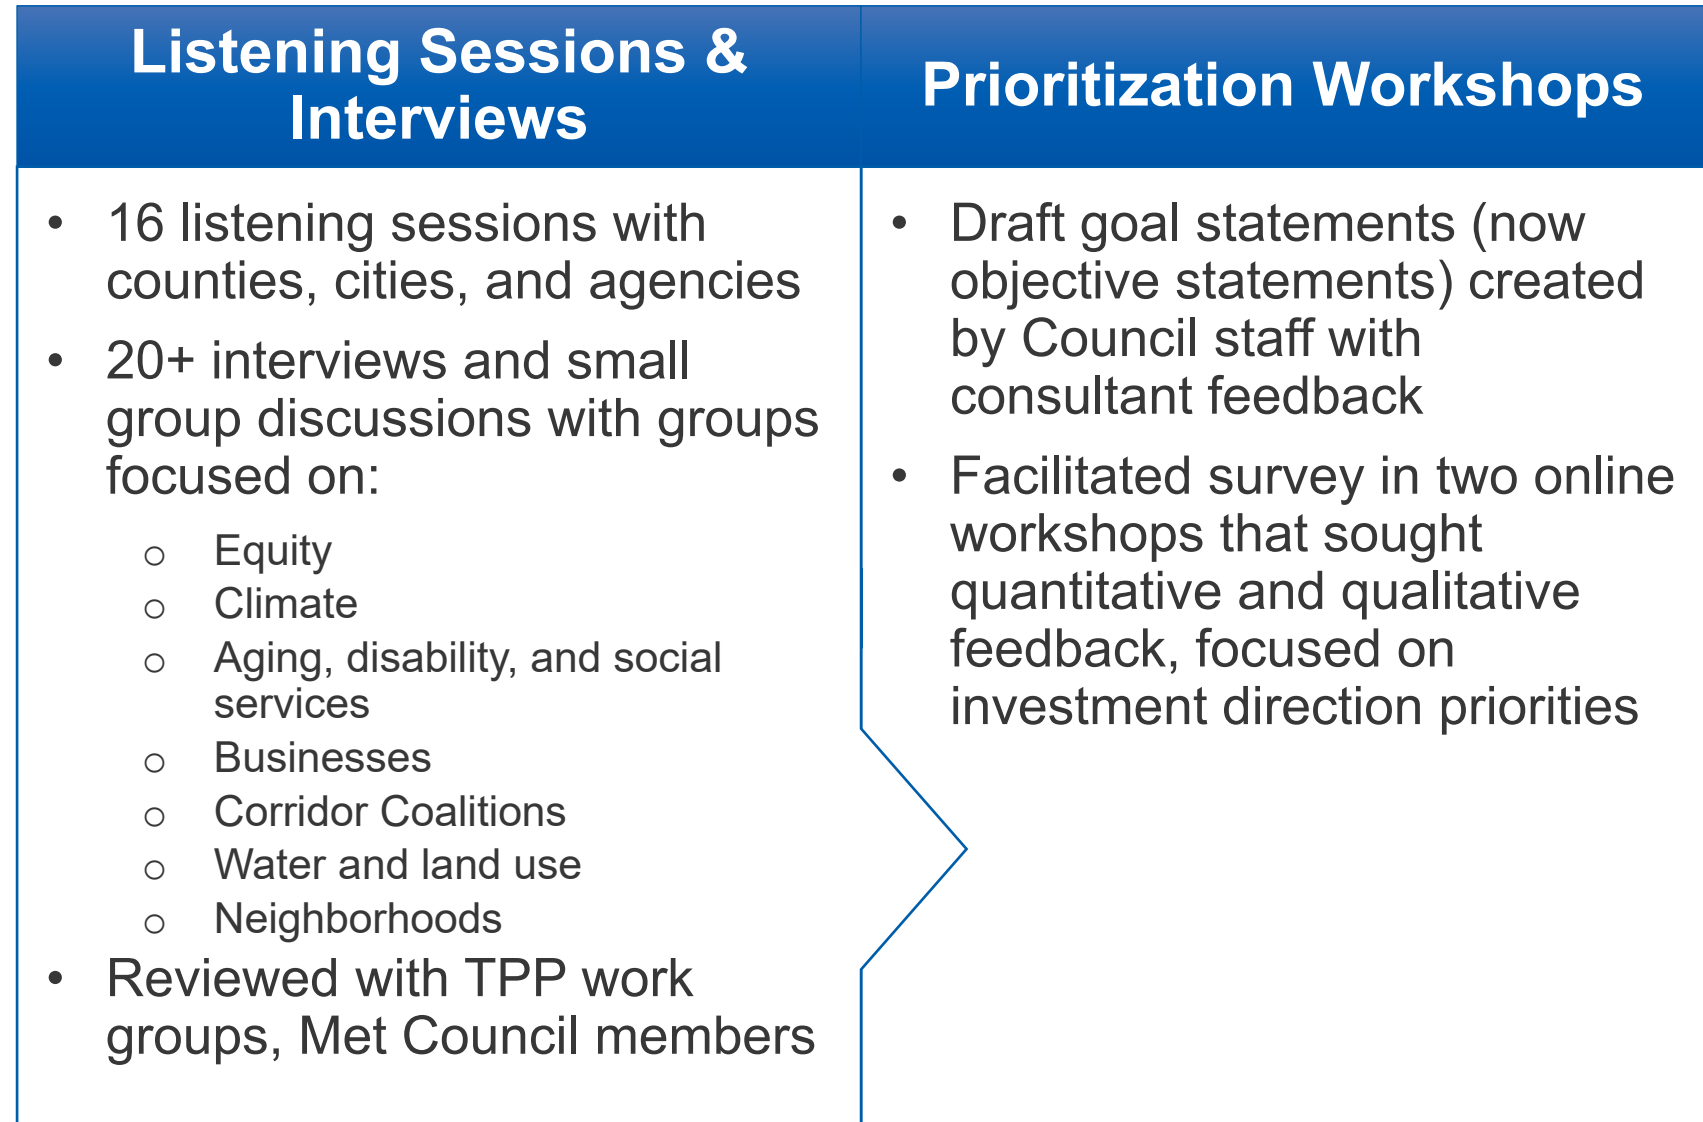 Listening Sessions &
Interviews
• 16 listening sessions with
counties, cities, and agencies
• 20+ interviews and small
group discussions with groups
focused on:
o Equity
o Climate
o Aging, disability, and social
services
o Businesses
o Corridor Coalitions
o Water and land use
o Neighborhoods
• Reviewed with TPP work
groups, Met Council members
Prioritization Workshops
• Draft goal statements (now
objective statements) created
by Council staff with
consultant feedback
• Facilitated survey in two online
workshops that sought
quantitative and qualitative
feedback, focused on
investment direction priorities